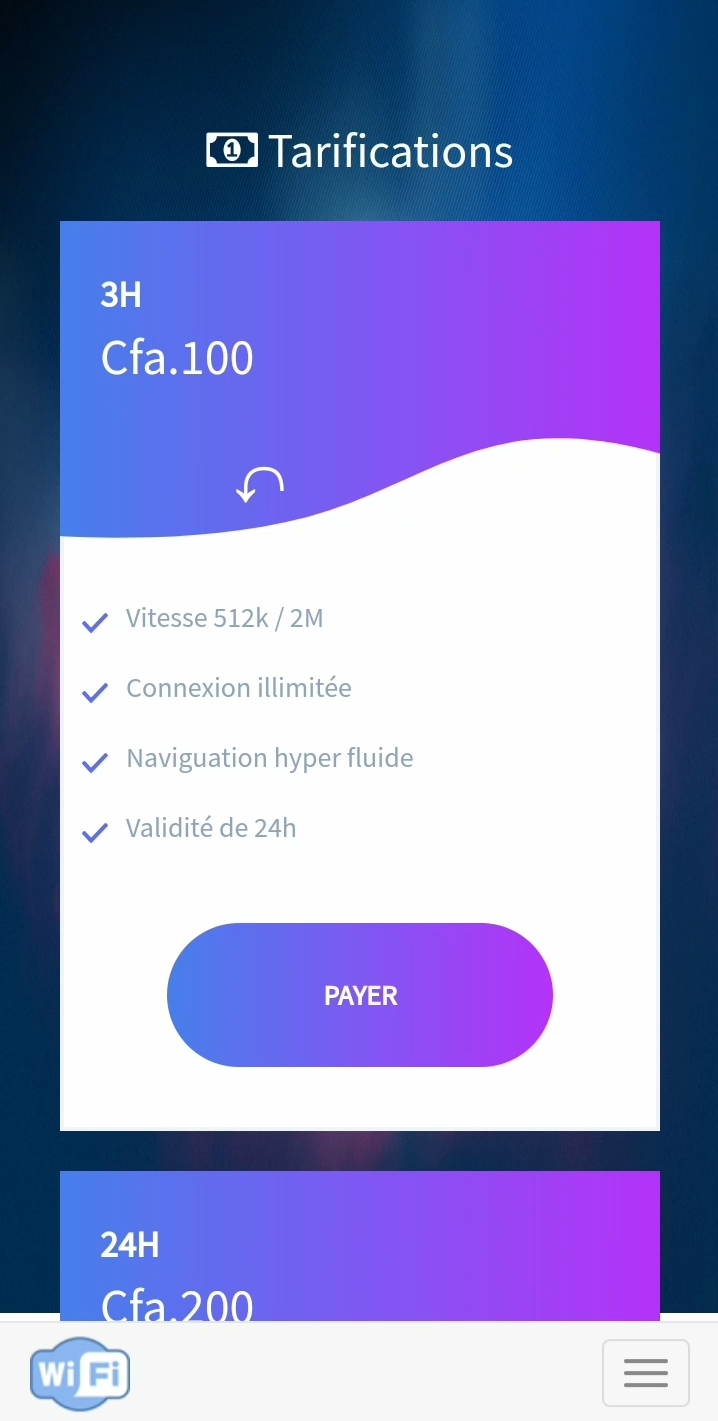 Tarifications
3H
Cfa.100
Vitesse 512k / 2M
Connexion illimitée
Naviguation hyper fluide
Validité de 24h
PAYER
24H
Cfa.200
WiFi